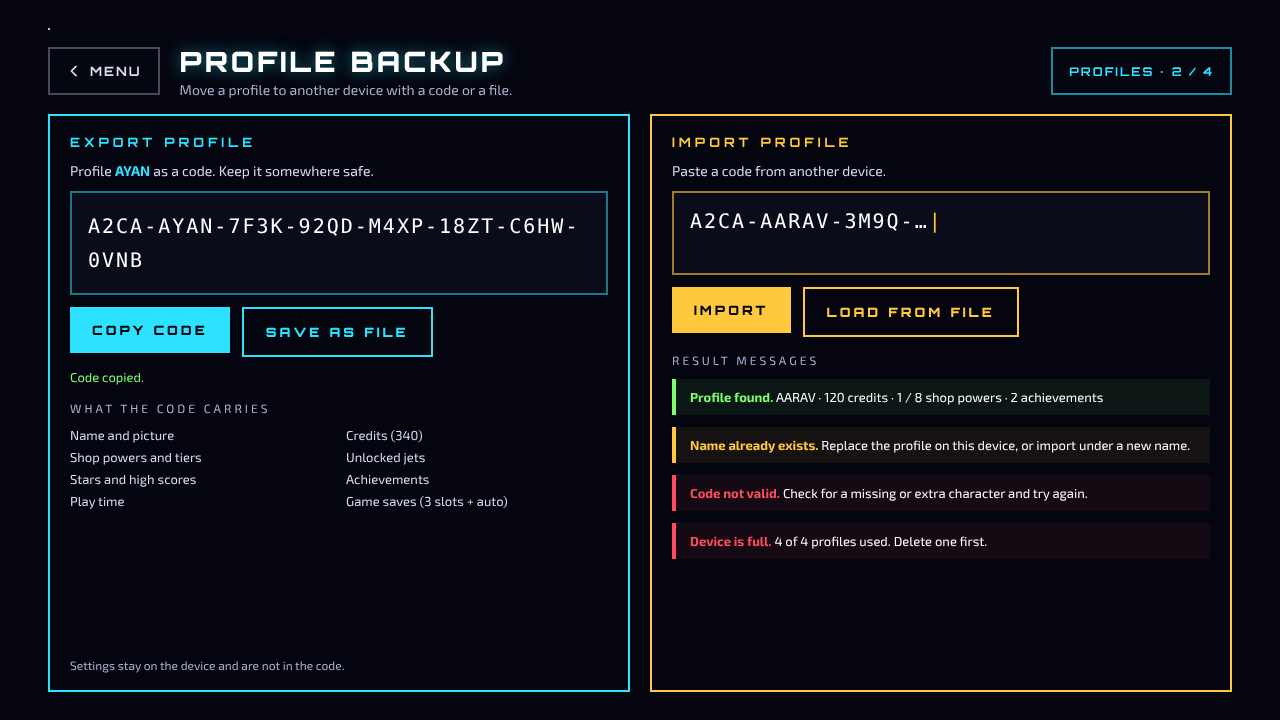 .
MENU
PROFILE BACKUP
Move a profile to another device with a code or a file.
PROFILES · 2 / 4
EXPORT PROFILE
Profile AYAN as a code. Keep it somewhere safe.
A2CA-AYAN-7F3K-92QD-M4XP-18ZT-C6HW-
0VNB
COPY CODE
SAVE AS FILE
Code copied.
WHAT THE CODE CARRIES
Name and picture
Credits (340)
Shop powers and tiers
Unlocked jets
Stars and high scores
Achievements
Play time
Game saves (3 slots + auto)
Settings stay on the device and are not in the code.
IMPORT PROFILE
Paste a code from another device.
A2CA-AARAV-3M9Q-…|
IMPORT
LOAD FROM FILE
RESULT MESSAGES
Profile found. AARAV · 120 credits · 1 / 8 shop powers · 2 achievements
Name already exists. Replace the profile on this device, or import under a new name.
Code not valid. Check for a missing or extra character and try again.
Device is full. 4 of 4 profiles used. Delete one first.